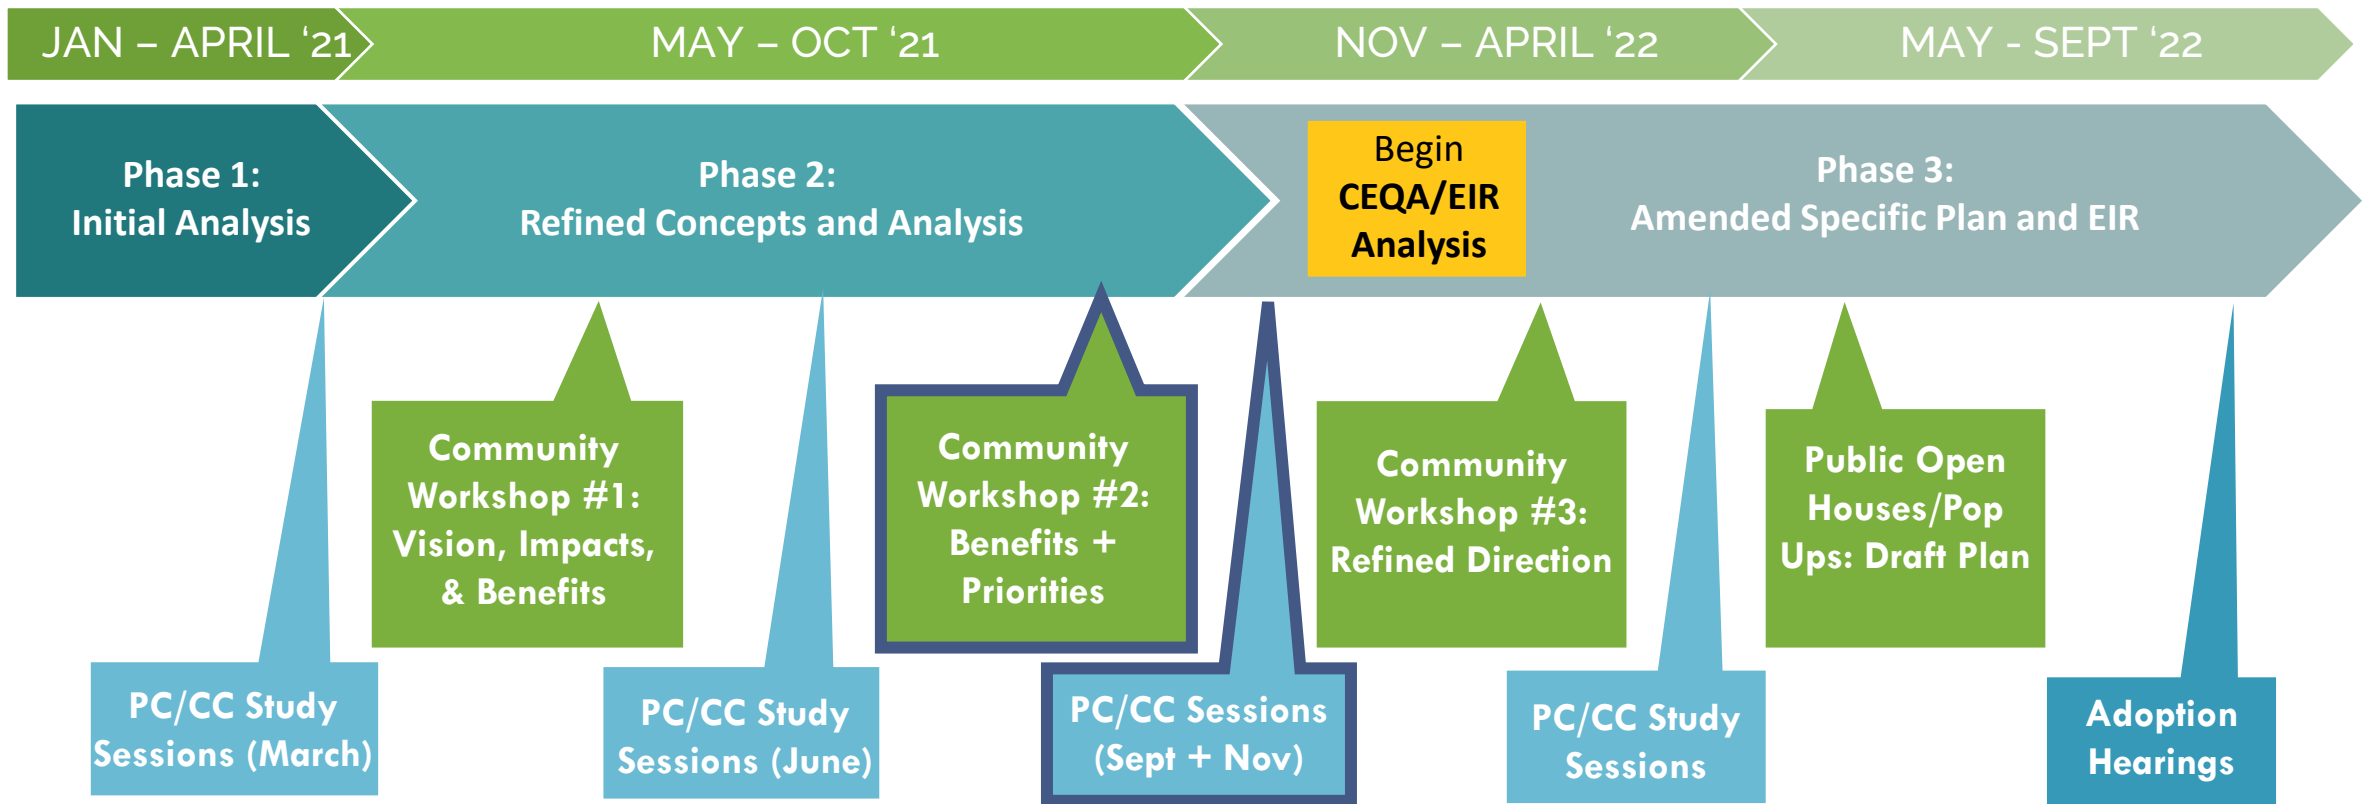 JAN – APRIL ‘21
MAY – OCT ‘21
NOV – APRIL ‘22
MAY - SEPT ‘22
Phase 1:
Initial Analysis
Phase 2:
Refined Concepts and Analysis
Begin
CEQA/EIR
Analysis
Phase 3:
Amended Specific Plan and EIR
Community
Workshop #1:
Vision, Impacts,
& Benefits
Community
Workshop #2:
Benefits +
Priorities
Community
Workshop #3:
Refined Direction
Public Open
Houses/Pop
Ups: Draft Plan
PC/CC Study
Sessions (March)
PC/CC Study
Sessions (June)
PC/CC Sessions
(Sept + Nov)
PC/CC Study
Sessions
Adoption
Hearings